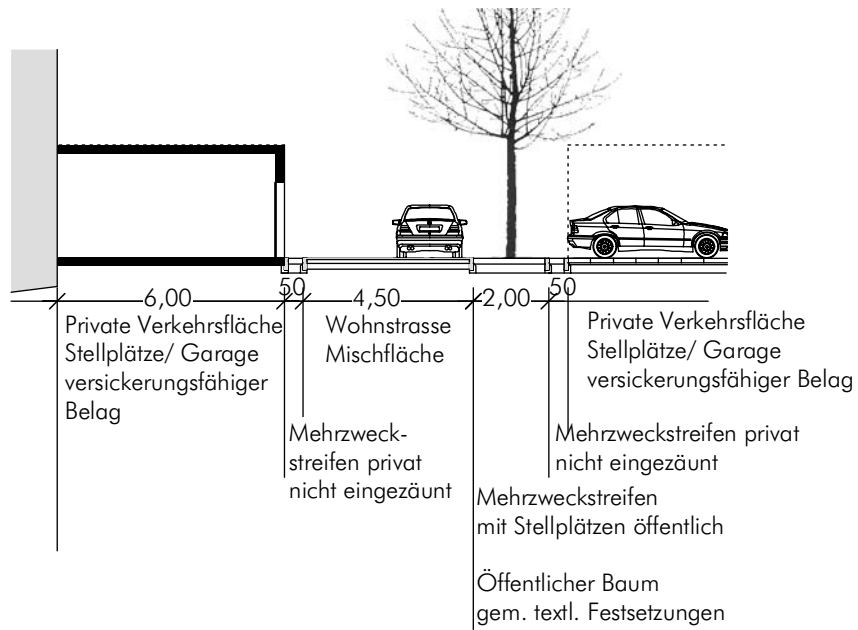 6,00
50
4,50
2,00
50
Private Verkehrsfläche
Stellplätze/ Garage
versickerungsfähiger
Belag
Wohnstrasse
Mischfläche
Private Verkehrsfläche
Stellplätze/ Garage
versickerungsfähiger Belag
Mehrzweck-
streifen privat
nicht eingezäunt
Mehrzweckstreifen privat
nicht eingezäunt
Mehrzweckstreifen
mit Stellplätzen öffentlich
Öffentlicher Baum
gem. textl. Festsetzungen